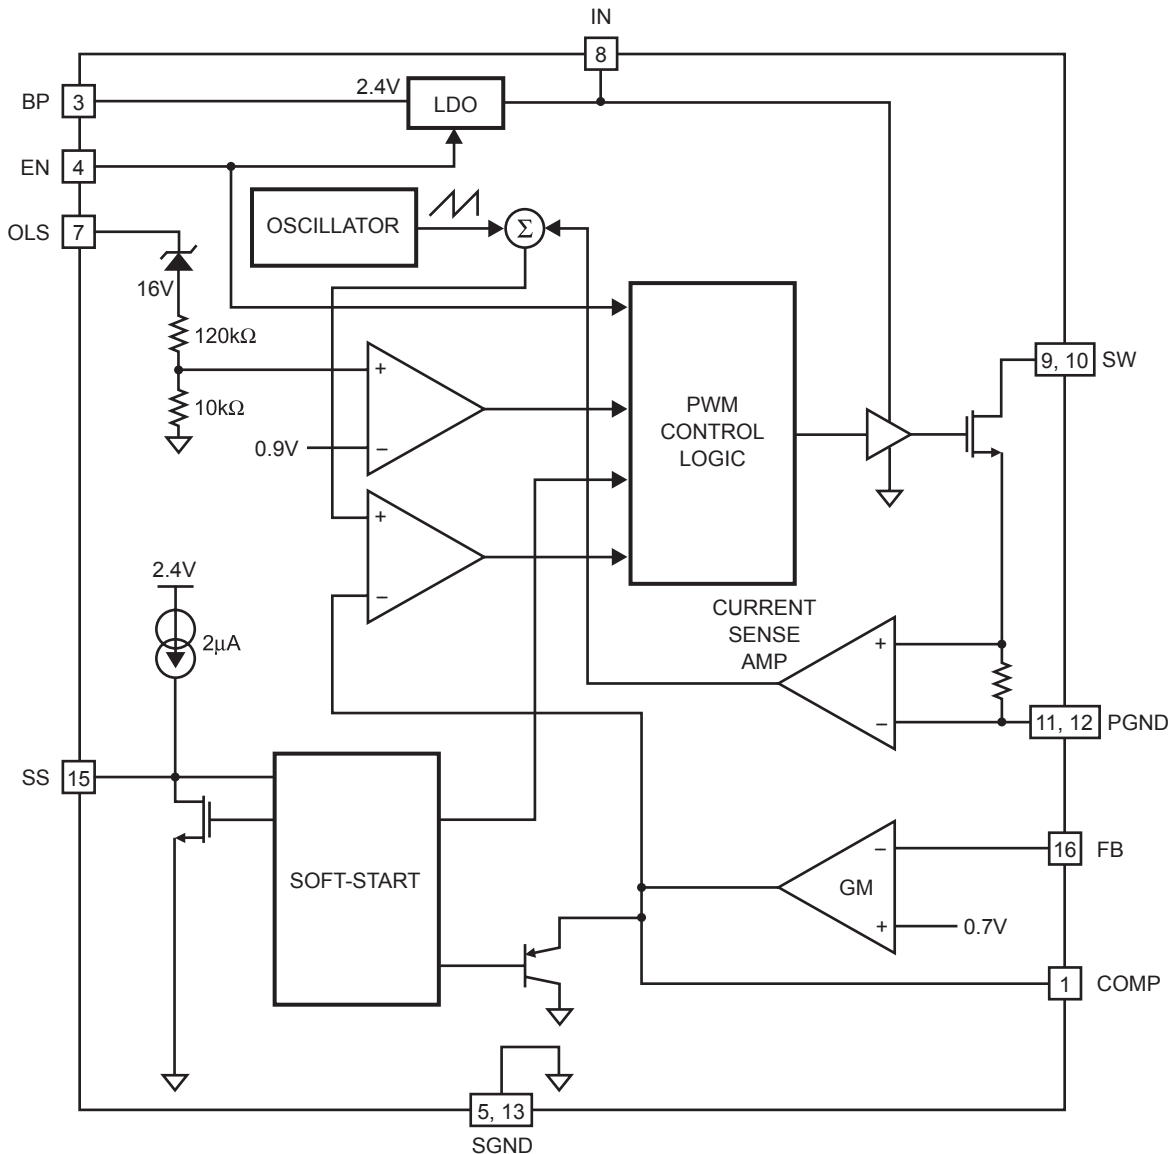 IN
8
BP
3
2.4V
LDO
EN
4
OLS
7
OSCILLATOR
Σ
16V
120kΩ
10kΩ
+
−
0.9V
PWM
CONTROL
LOGIC
9, 10
SW
+
−
2.4V
2µA
CURRENT
SENSE
AMP
+
−
11, 12
PGND
SS
15
SOFT-START
GM
−
+
16
FB
0.7V
1
COMP
5, 13
SGND